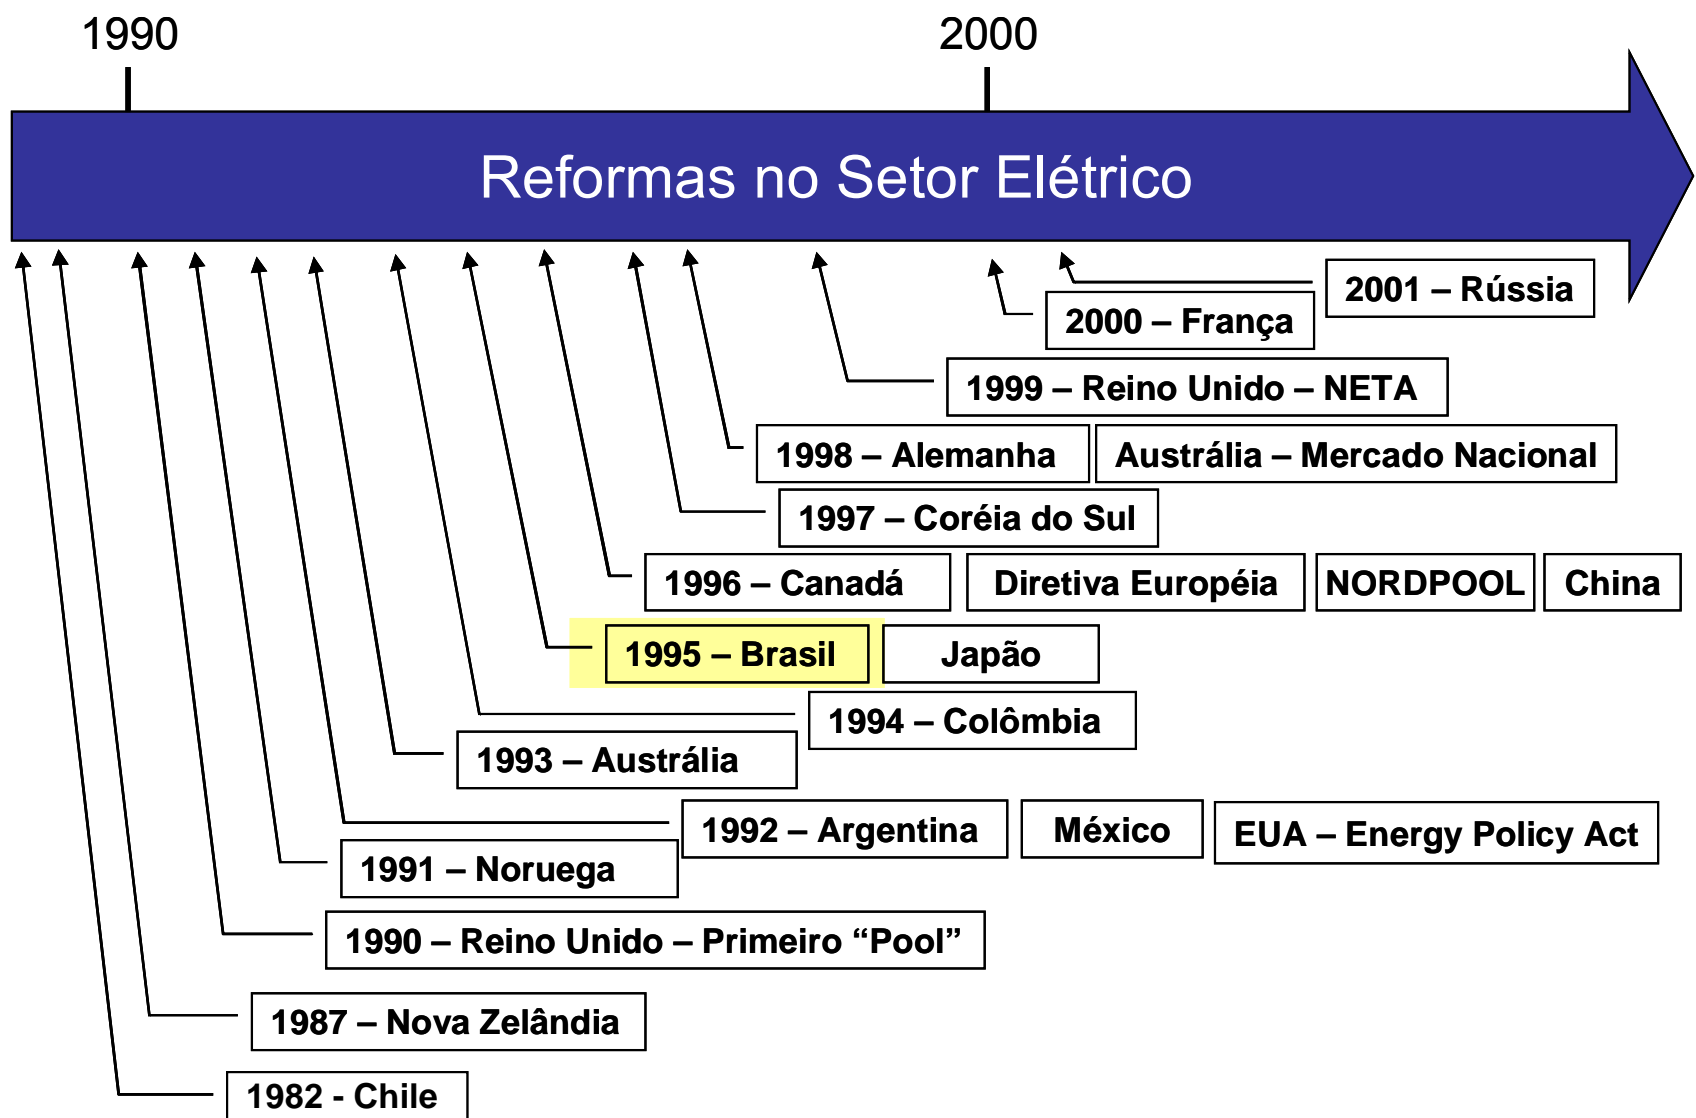 1990
2000
Reformas no Setor Elétrico
2001 – Rússia
2000 – França
1999 – Reino Unido – NETA
1998 – Alemanha
Austrália – Mercado Nacional
1997 – Coréia do Sul
1996 – Canadá
Diretiva Européia
NORDPOOL
China
1995 – Brasil
Japão
1994 – Colômbia
1993 – Austrália
1992 – Argentina
México
EUA – Energy Policy Act
1991 – Noruega
1990 – Reino Unido – Primeiro “Pool”
1987 – Nova Zelândia
1982 - Chile